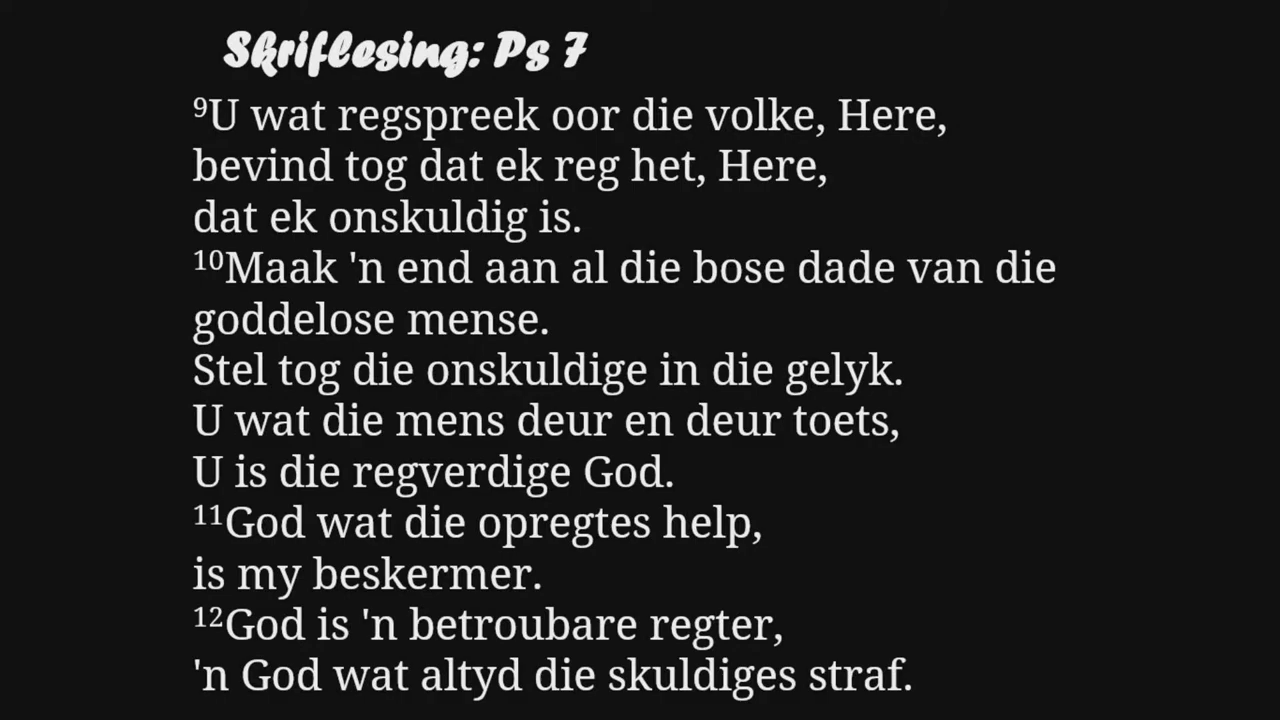 Skriflesing: Ps 7
⁹U wat regspreek oor die volke, Here,
bevind tog dat ek reg het, Here,
dat ek onskuldig is.
¹⁰Maak 'n end aan al die bose dade van die
goddelose mense.
Stel tog die onskuldige in die gelyk.
U wat die mens deur en deur toets,
U is die regverdige God.
¹¹God wat die opregtes help,
is my beskermer.
¹²God is 'n betroubare regter,
'n God wat altyd die skuldiges straf.